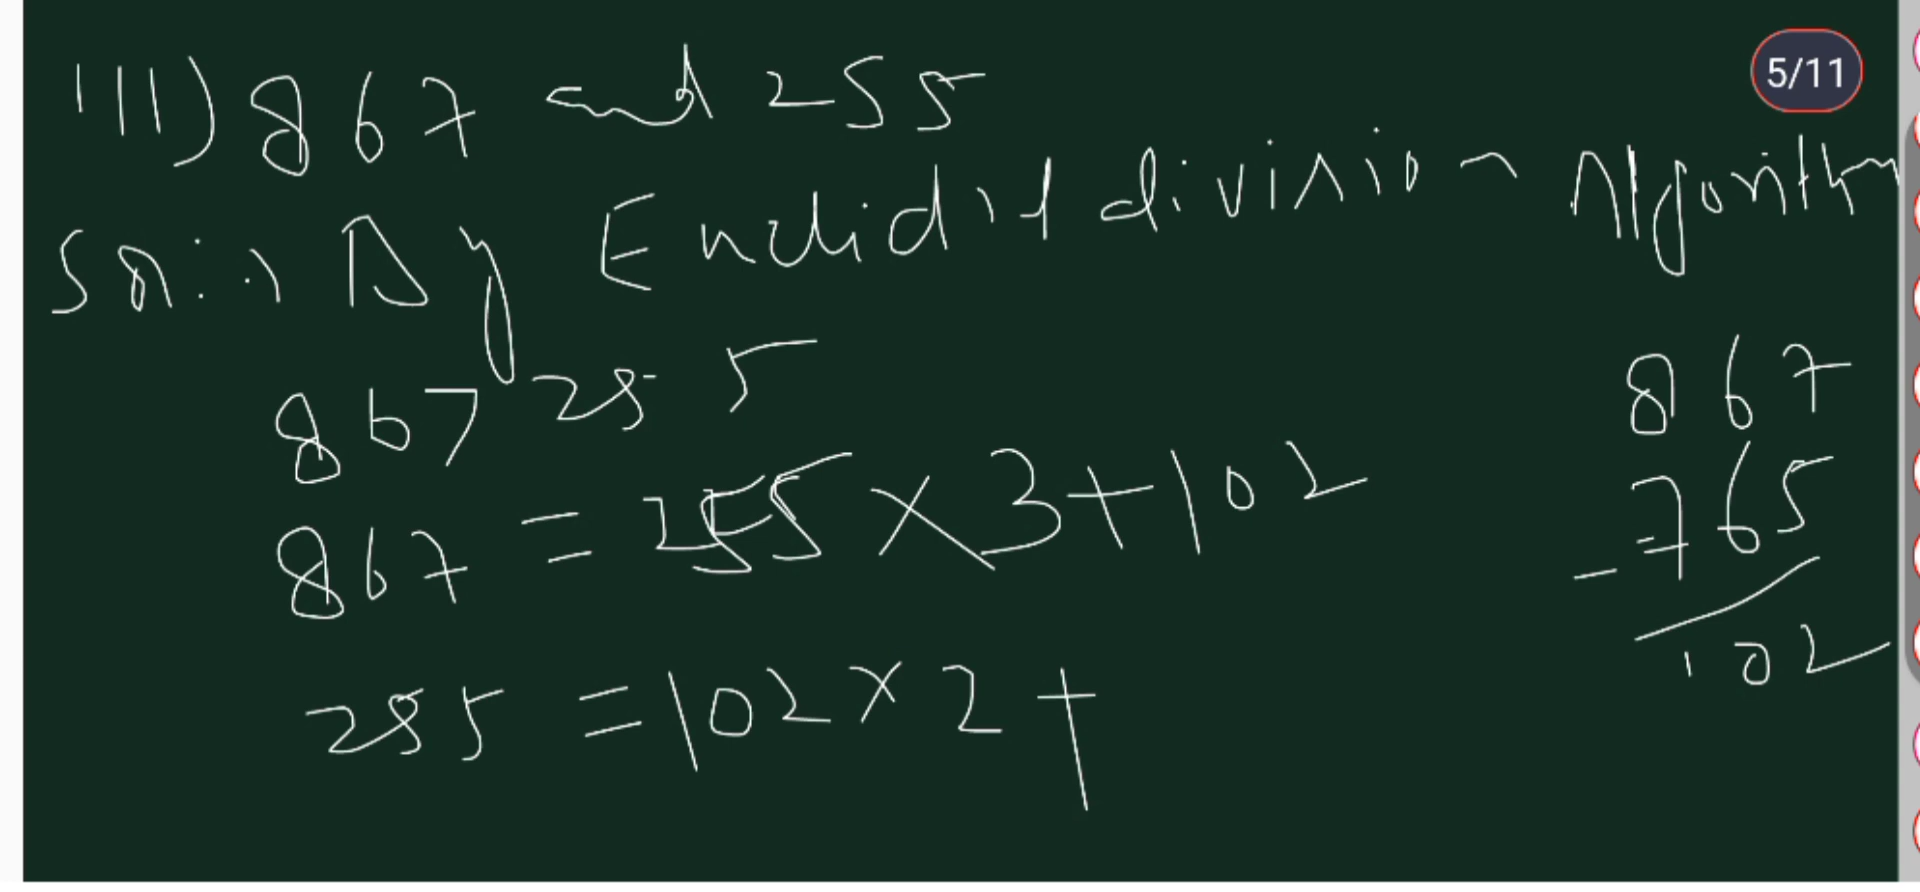 III) 867 and 255
5/11
Soln:-> By Euclid's division Algorithm
867 255
867 = 255 × 3 + 102
255 = 102 × 2 +
867
- 765
102